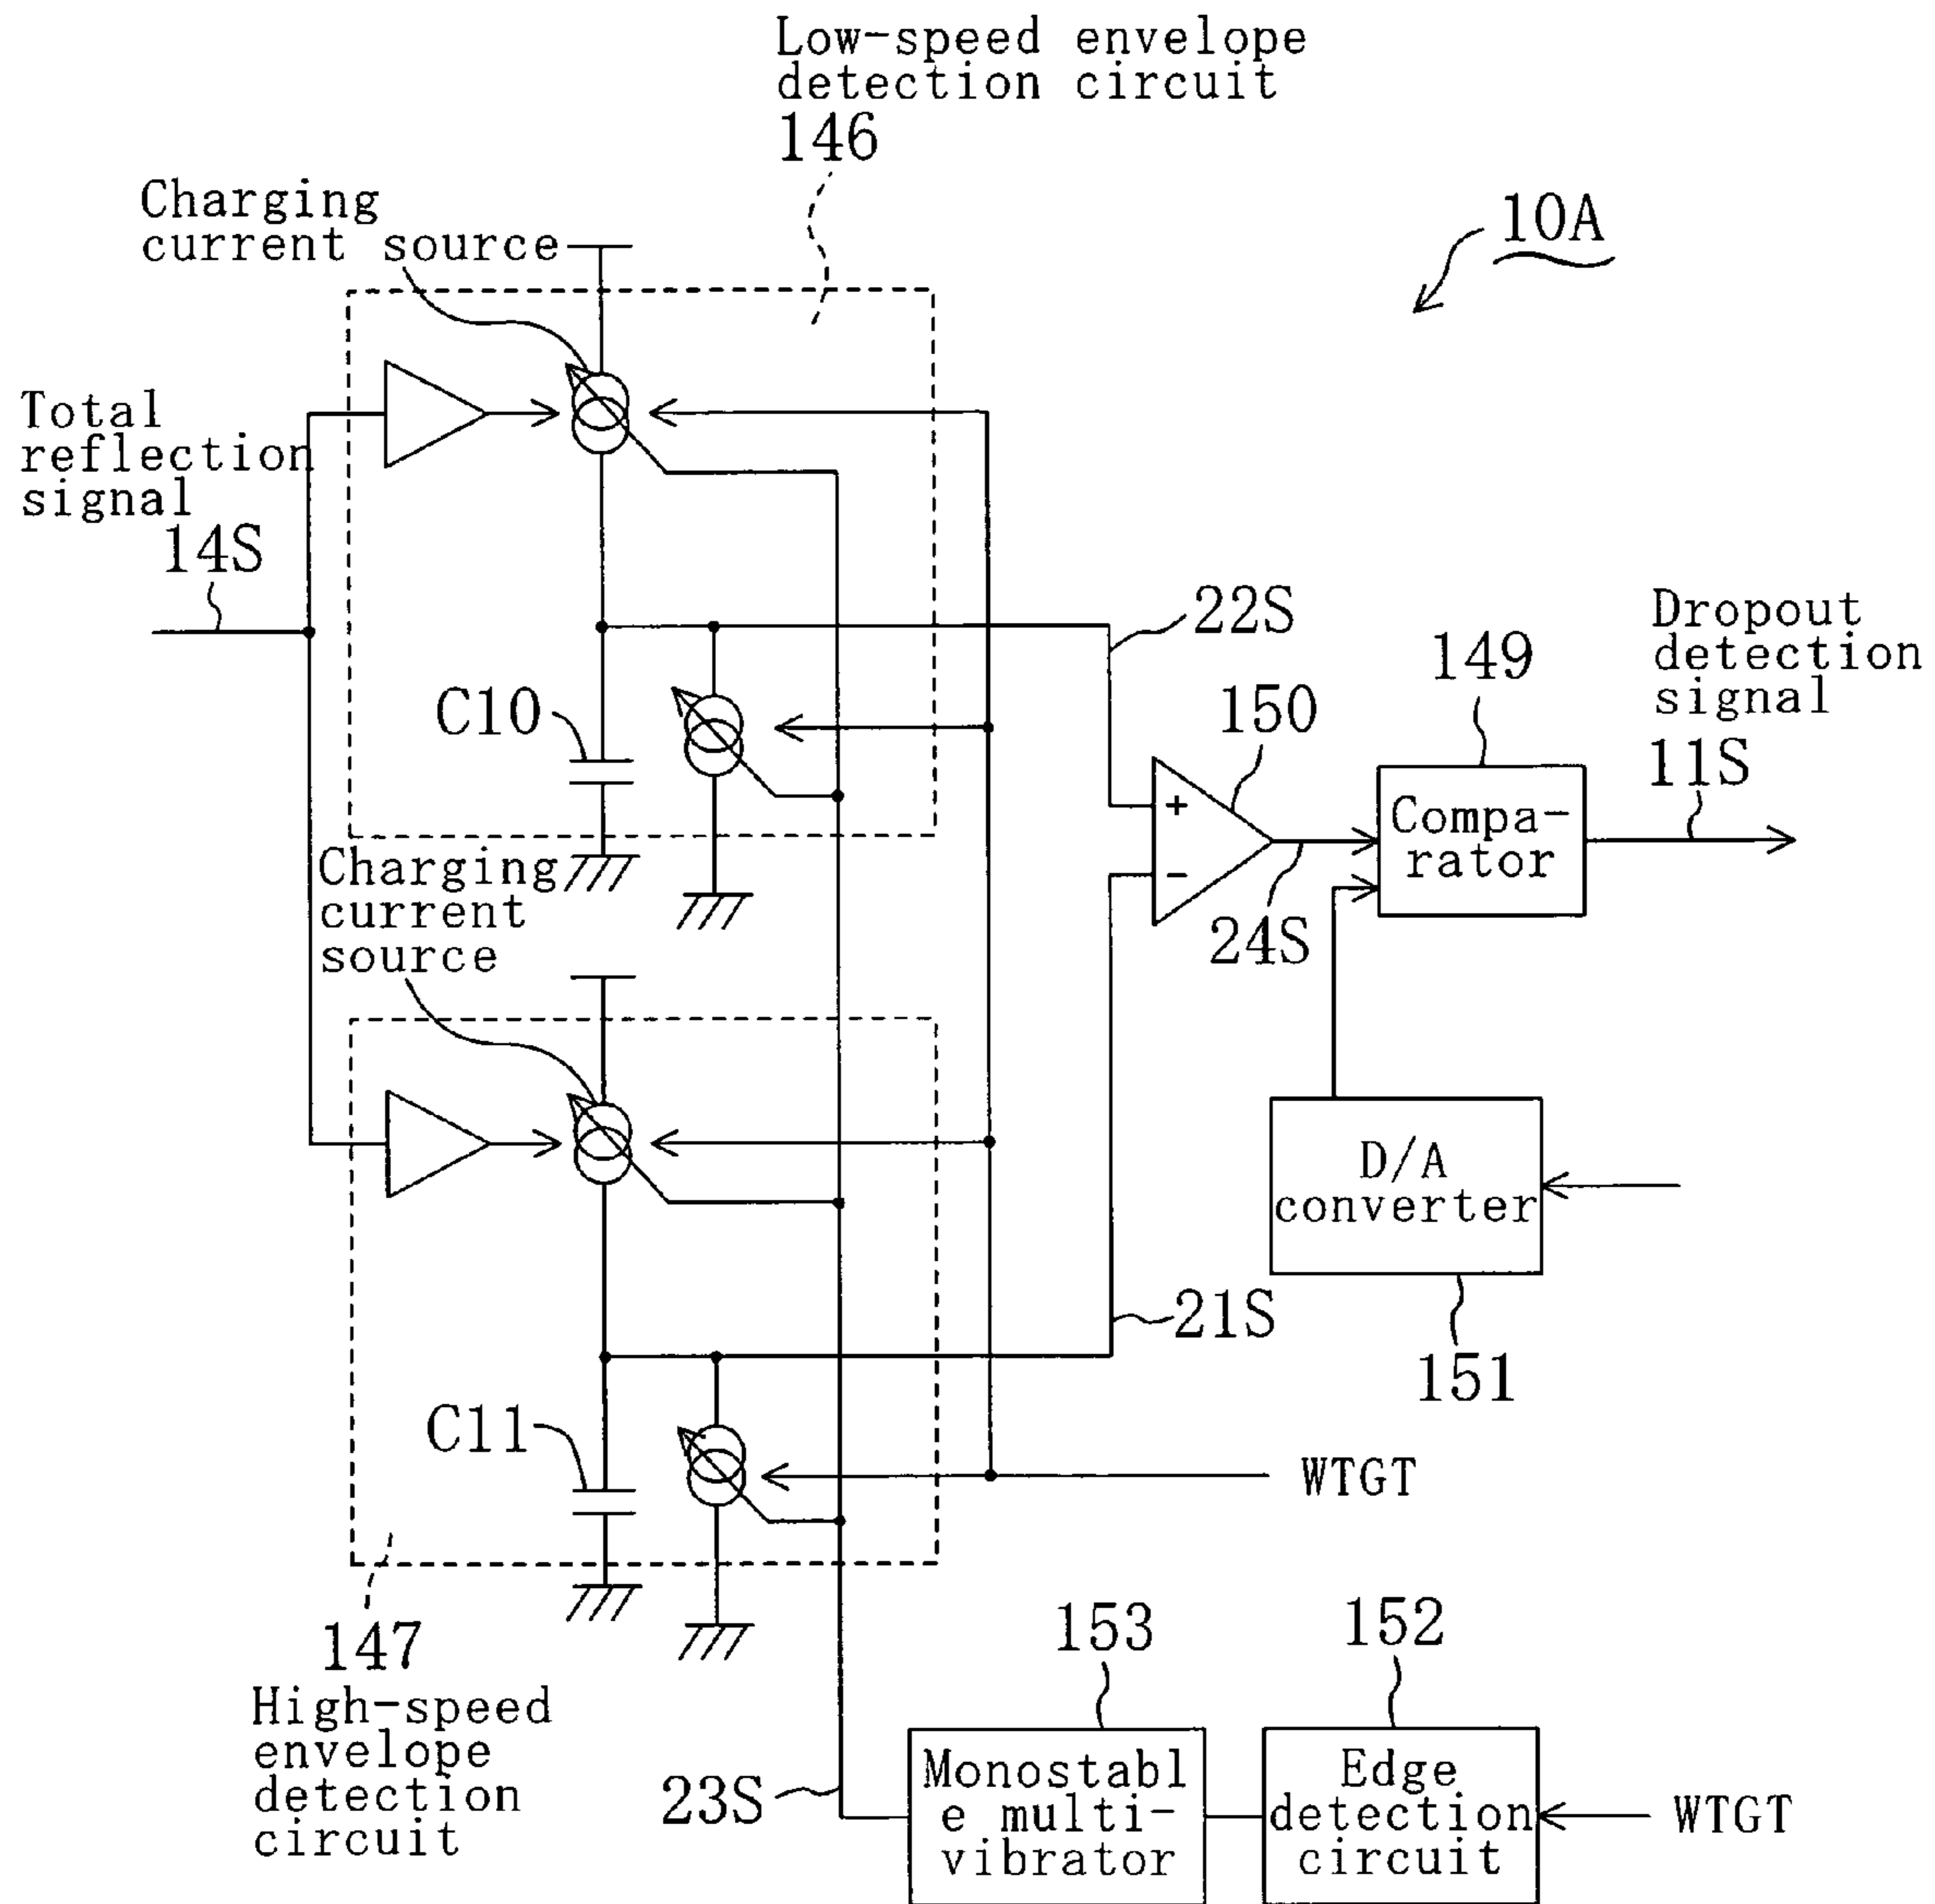 Low-speed envelope
detection circuit
146
Charging
current source
10A
Total
reflection
signal
14S
22S
Dropout
detection
signal
11S
149
150
C10
+
-
Compa-
rator
24S
Charging
current
source
D/A
converter
21S
151
C11
WTGT
147
High-speed
envelope
detection
circuit
153
152
23S
Monostabl
e multi-
vibrator
Edge
detection
circuit
WTGT